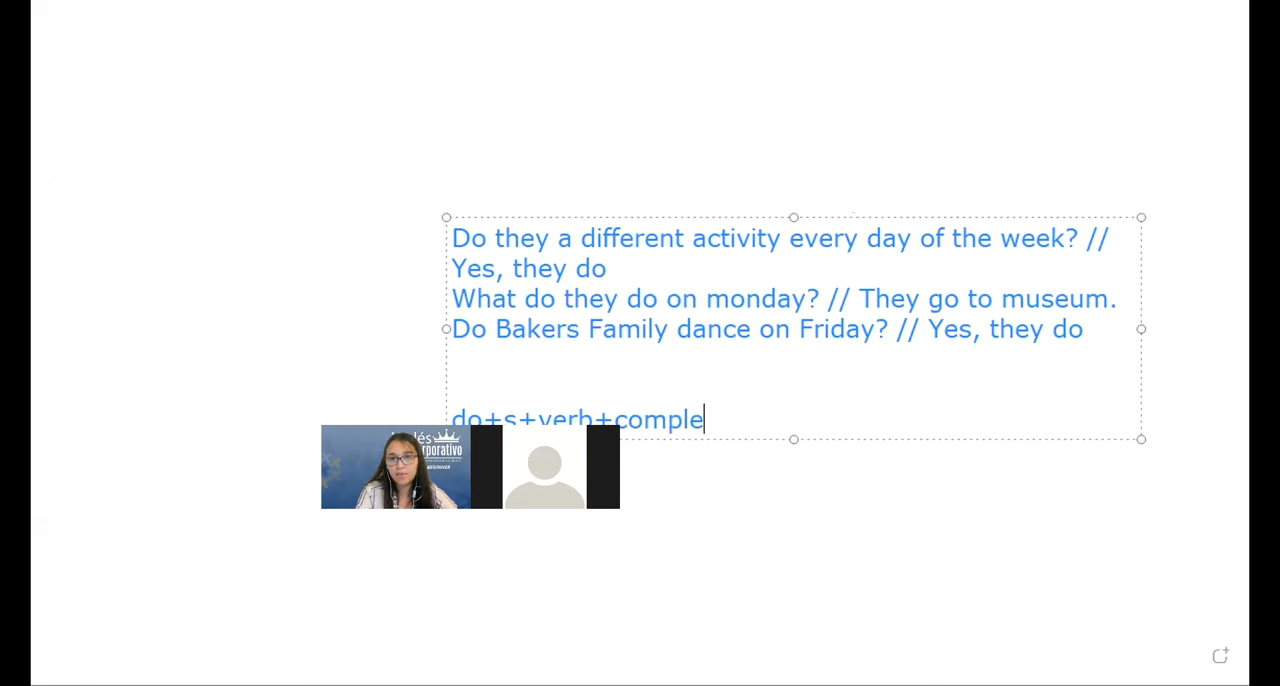 Do they a different activity every day of the week? //
Yes, they do
What do they do on monday? // They go to museum.
Do Bakers Family dance on Friday? // Yes, they do
do+s+verb+comple